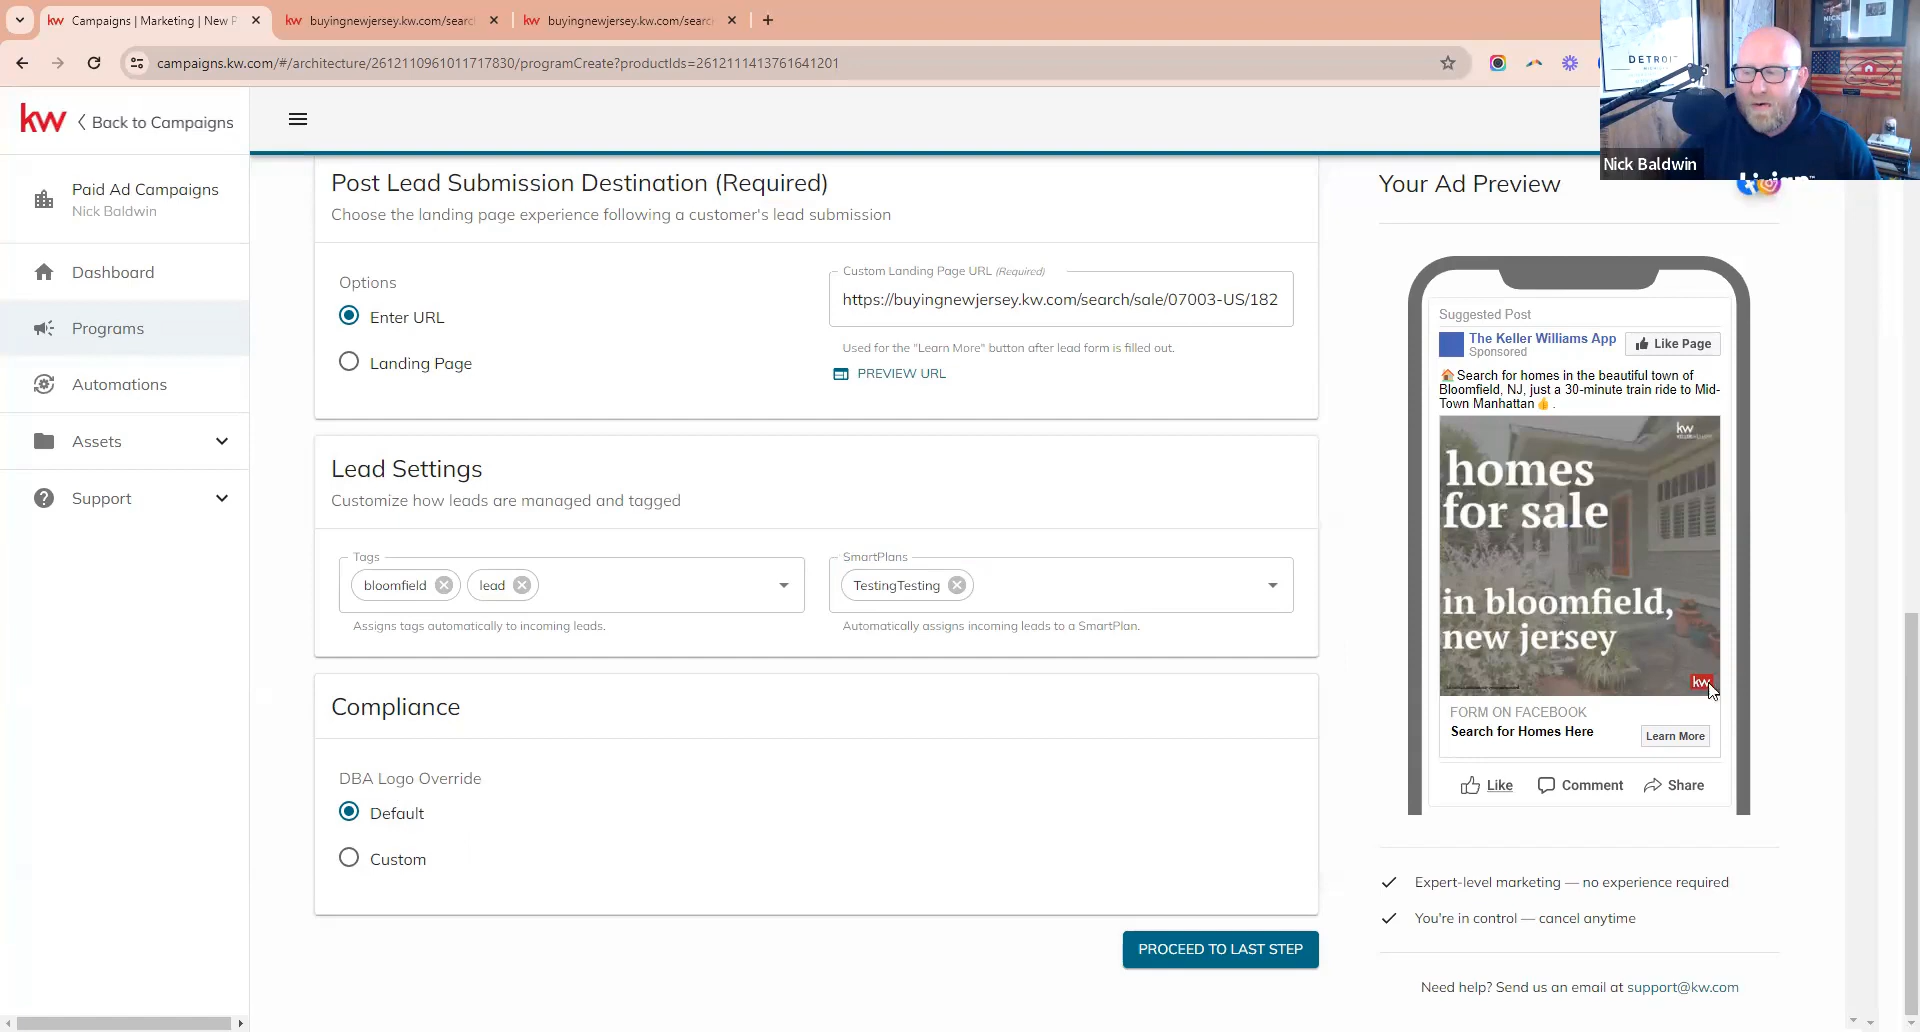 Campaigns | Marketing | New P
buyingnewjersey.kw.com/searc
buyingnewjersey.kw.com/searc
campaigns.kw.com/#/architecture/2612110961011717830/programCreate?productIds=2612111413761641201
DETROIT
NICK
Nick Baldwin
kw
Back to Campaigns
Paid Ad Campaigns
Nick Baldwin
Dashboard
Programs
Automations
Assets
Support
Post Lead Submission Destination (Required)
Choose the landing page experience following a customer's lead submission
Options
Enter URL
Landing Page
Custom Landing Page URL (Required)
https://buyingnewjersey.kw.com/search/sale/07003-US/182
Used for the "Learn More" button after lead form is filled out.
PREVIEW URL
Lead Settings
Customize how leads are managed and tagged
Tags
bloomfield
lead
Assigns tags automatically to incoming leads.
SmartPlans
TestingTesting
Automatically assigns incoming leads to a SmartPlan.
Compliance
DBA Logo Override
Default
Custom
PROCEED TO LAST STEP
Your Ad Preview
Suggested Post
The Keller Williams App
Sponsored
Like Page
🏠Search for homes in the beautiful town of
Bloomfield, NJ, just a 30-minute train ride to Mid-
Town Manhattan👍 .
kw
KELLERWILLIAMS
homes
for sale
in bloomfield,
new jersey
kw
FORM ON FACEBOOK
Search for Homes Here
Learn More
Like
Comment
Share
Expert-level marketing — no experience required
You're in control — cancel anytime
Need help? Send us an email at support@kw.com